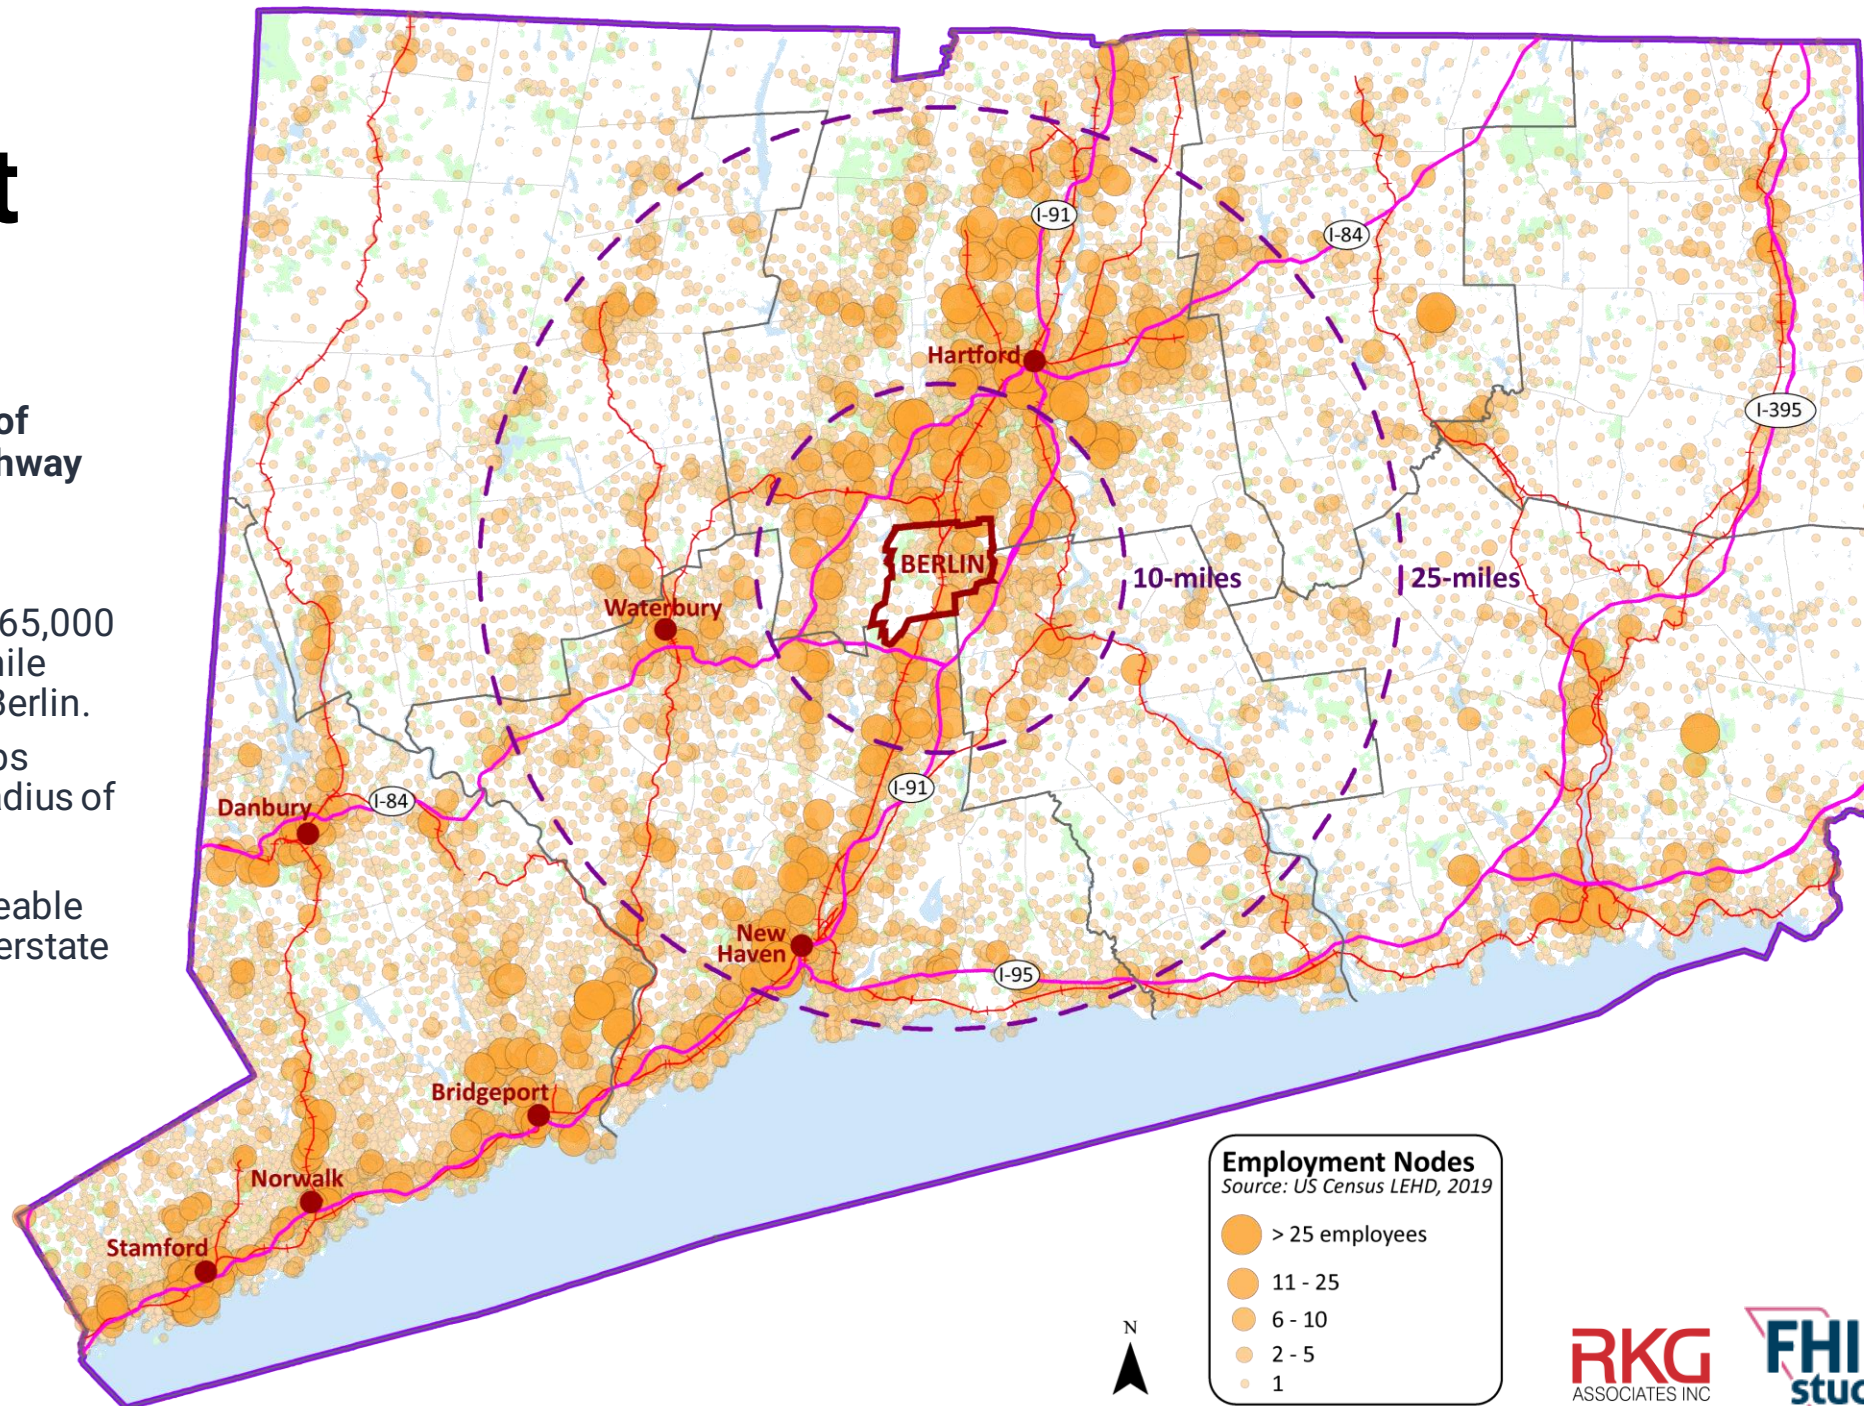 t
of
hway
65,000
nile
Berlin.
os
adius of
eable
erstate
I-91
I-84
Hartford
I-395
BERLIN
10-miles
25-miles
Waterbury
Danbury
I-84
I-91
New
Haven
I-95
Bridgeport
Norwalk
Stamford
Employment Nodes
Source: US Census LEHD, 2019
> 25 employees
11 - 25
6 - 10
2 - 5
1
N
RKG
ASSOCIATES INC
FHI
stud